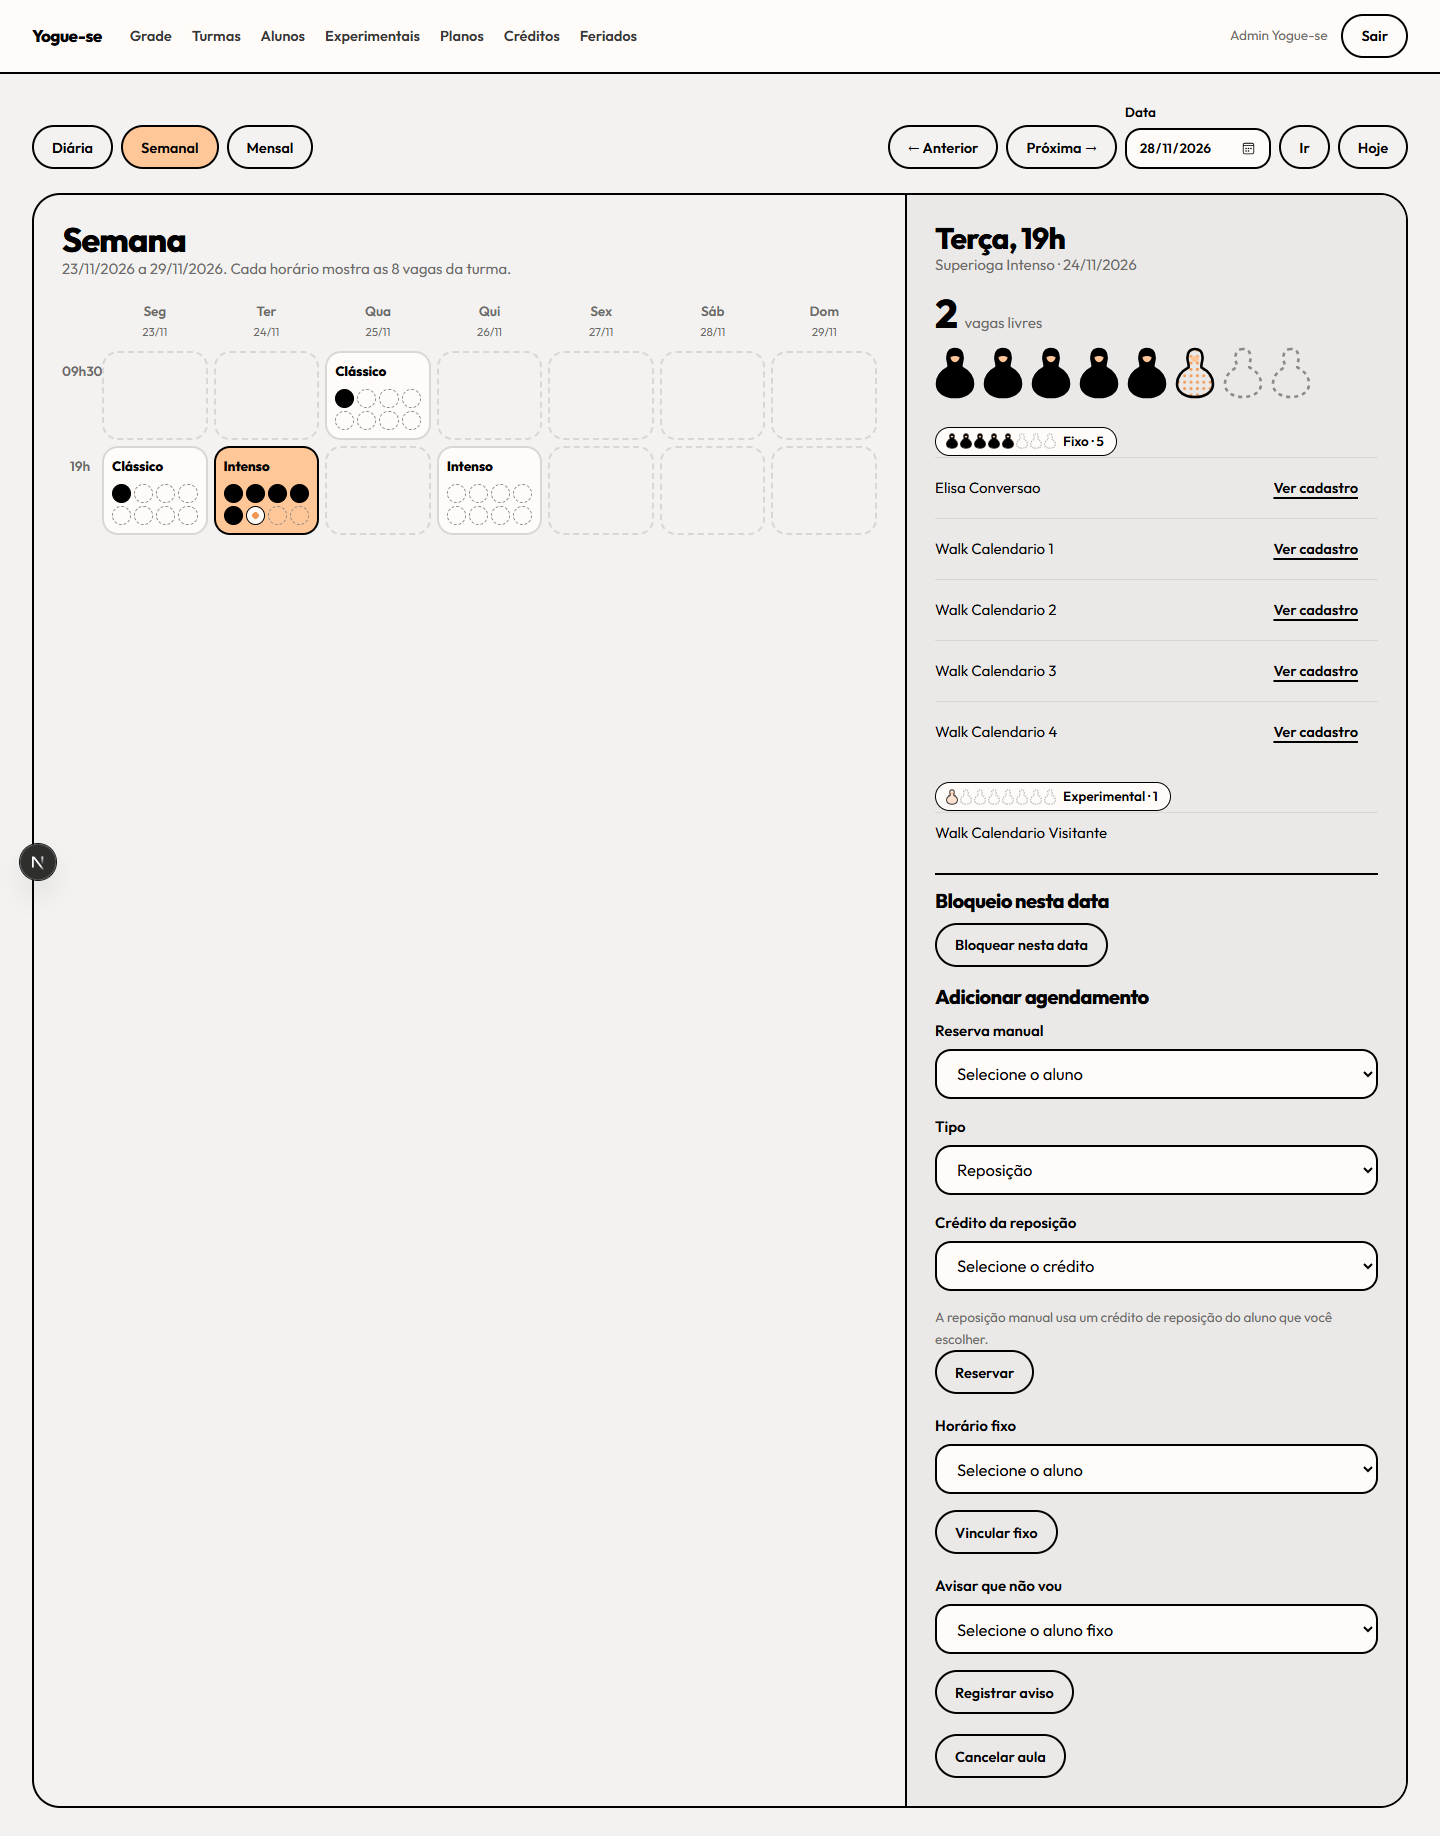 Yogue-se Grade Turmas Alunos Experimentais Planos Créditos Feriados Admin Yogue-se Sair
Data
Diária Semanal Mensal ← Anterior Próxima → 28/11/2026 Ir Hoje
Semana
23/11/2026 a 29/11/2026. Cada horário mostra as 8 vagas da turma.
Seg Ter Qua Qui Sex Sáb Dom
23/11 24/11 25/11 26/11 27/11 28/11 29/11
09h30 Clássico
19h Clássico Intenso Intenso
Terça, 19h
Superioga Intenso · 24/11/2026
2 vagas livres
Fixo · 5
Elisa Conversao Ver cadastro
Walk Calendario 1 Ver cadastro
Walk Calendario 2 Ver cadastro
Walk Calendario 3 Ver cadastro
Walk Calendario 4 Ver cadastro
Experimental · 1
Walk Calendario Visitante
N
Bloqueio nesta data
Bloquear nesta data
Adicionar agendamento
Reserva manual
Selecione o aluno
Tipo
Reposição
Crédito da reposição
Selecione o crédito
A reposição manual usa um crédito de reposição do aluno que você
escolher.
Reservar
Horário fixo
Selecione o aluno
Vincular fixo
Avisar que não vou
Selecione o aluno fixo
Registrar aviso
Cancelar aula